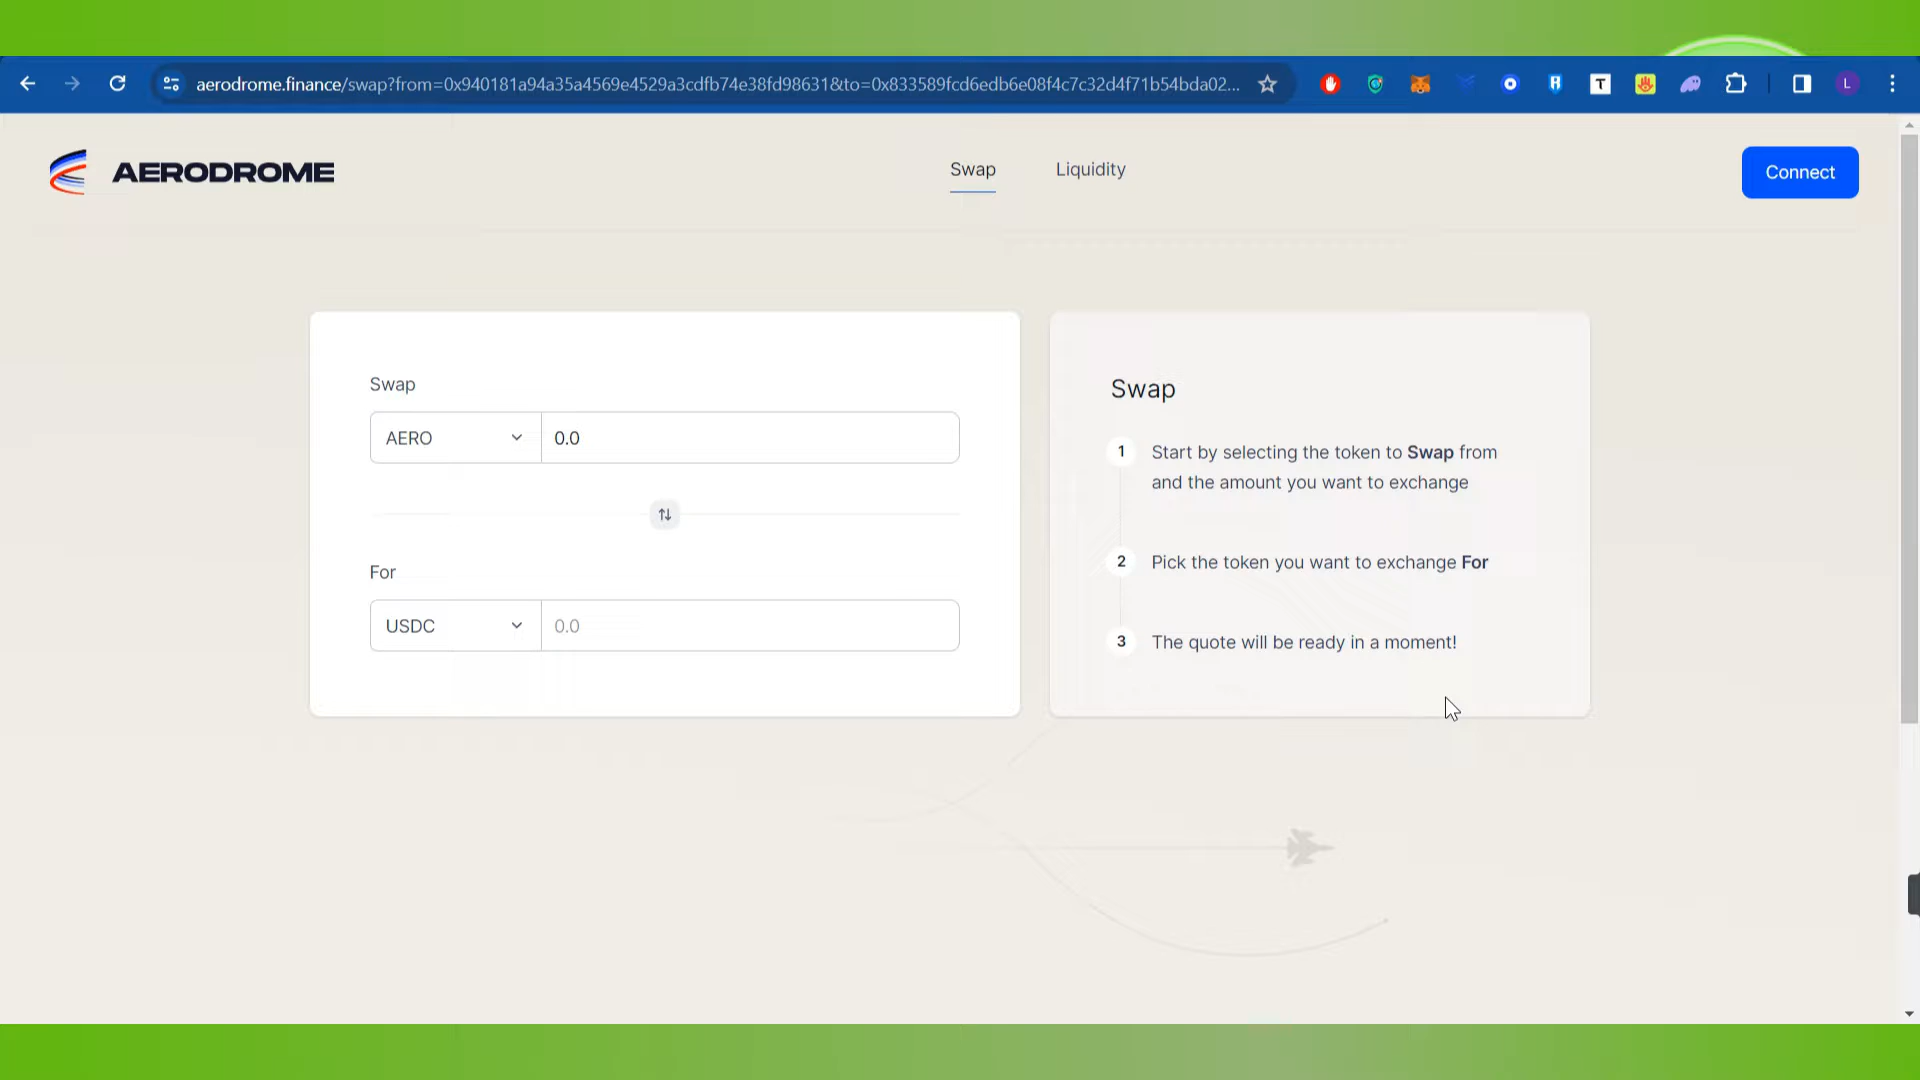 aerodrome.finance/swap?from=0x940181a94a35a4569e4529a3cdfb74e38fd98631&to=0x833589fcd6edb6e08f4c7c32d4f71b54bda02...
T
L
AERODROME
Swap
Liquidity
Connect
Swap
AERO
0.0
For
USDC
0.0
Swap
1
Start by selecting the token to Swap from
and the amount you want to exchange
2
Pick the token you want to exchange For
3
The quote will be ready in a moment!